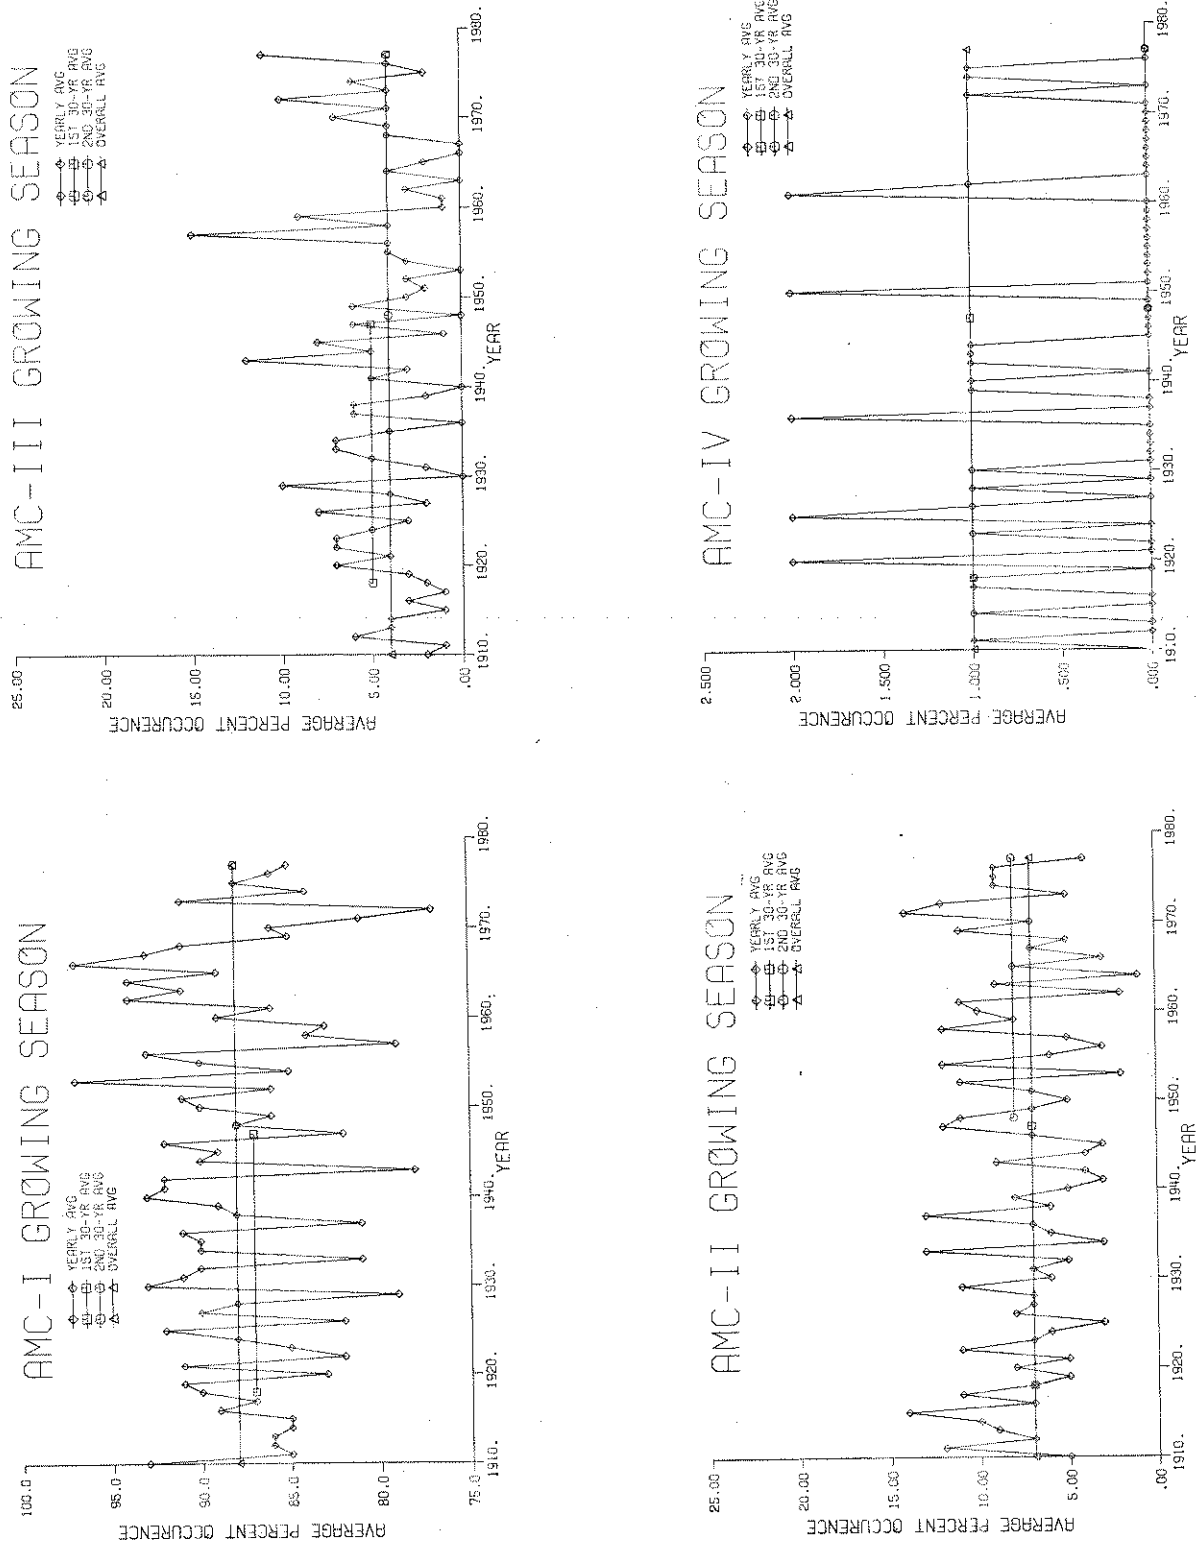 AMC-I GROWING SEASON
YEARLY AVG
1ST 30-YR AVG
2ND 30-YR AVG
OVERALL AVG
AVERAGE PERCENT OCCURENCE
100.0
95.0
90.0
85.0
80.0
75.0
1910.
1920.
1930.
1940.
1950.
1960.
1970.
1980.
YEAR
AMC-III GROWING SEASON
YEARLY AVG
1ST 30-YR AVG
2ND 30-YR AVG
OVERALL AVG
AVERAGE PERCENT OCCURENCE
25.00
20.00
15.00
10.00
5.00
.00
1910.
1920.
1930.
1940.
1950.
1960.
1970.
1980.
YEAR
AMC-II GROWING SEASON
YEARLY AVG
1ST 30-YR AVG
2ND 30-YR AVG
OVERALL AVG
AVERAGE PERCENT OCCURENCE
25.00
20.00
15.00
10.00
5.00
.00
1910.
1920.
1930.
1940.
1950.
1960.
1970.
1980.
YEAR
AMC-IV GROWING SEASON
YEARLY AVG
1ST 30-YR AVG
2ND 30-YR AVG
OVERALL AVG
AVERAGE PERCENT OCCURENCE
2.500
2.000
1.500
1.000
.500
.000
1910.
1920.
1930.
1940.
1950.
1960.
1970.
1980.
YEAR